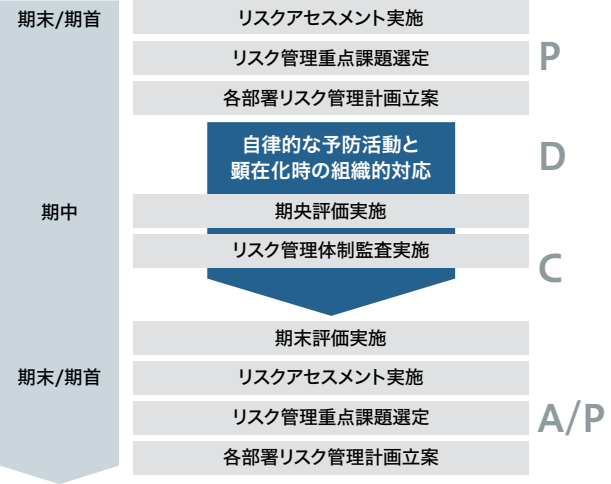 期末/期首
リスクアセスメント実施
リスク管理重点課題選定
P
各部署リスク管理計画立案
自律的な予防活動と
顕在化時の組織的対応
D
期中
期央評価実施
リスク管理体制監査実施
C
期末評価実施
期末/期首
リスクアセスメント実施
リスク管理重点課題選定
A/P
各部署リスク管理計画立案